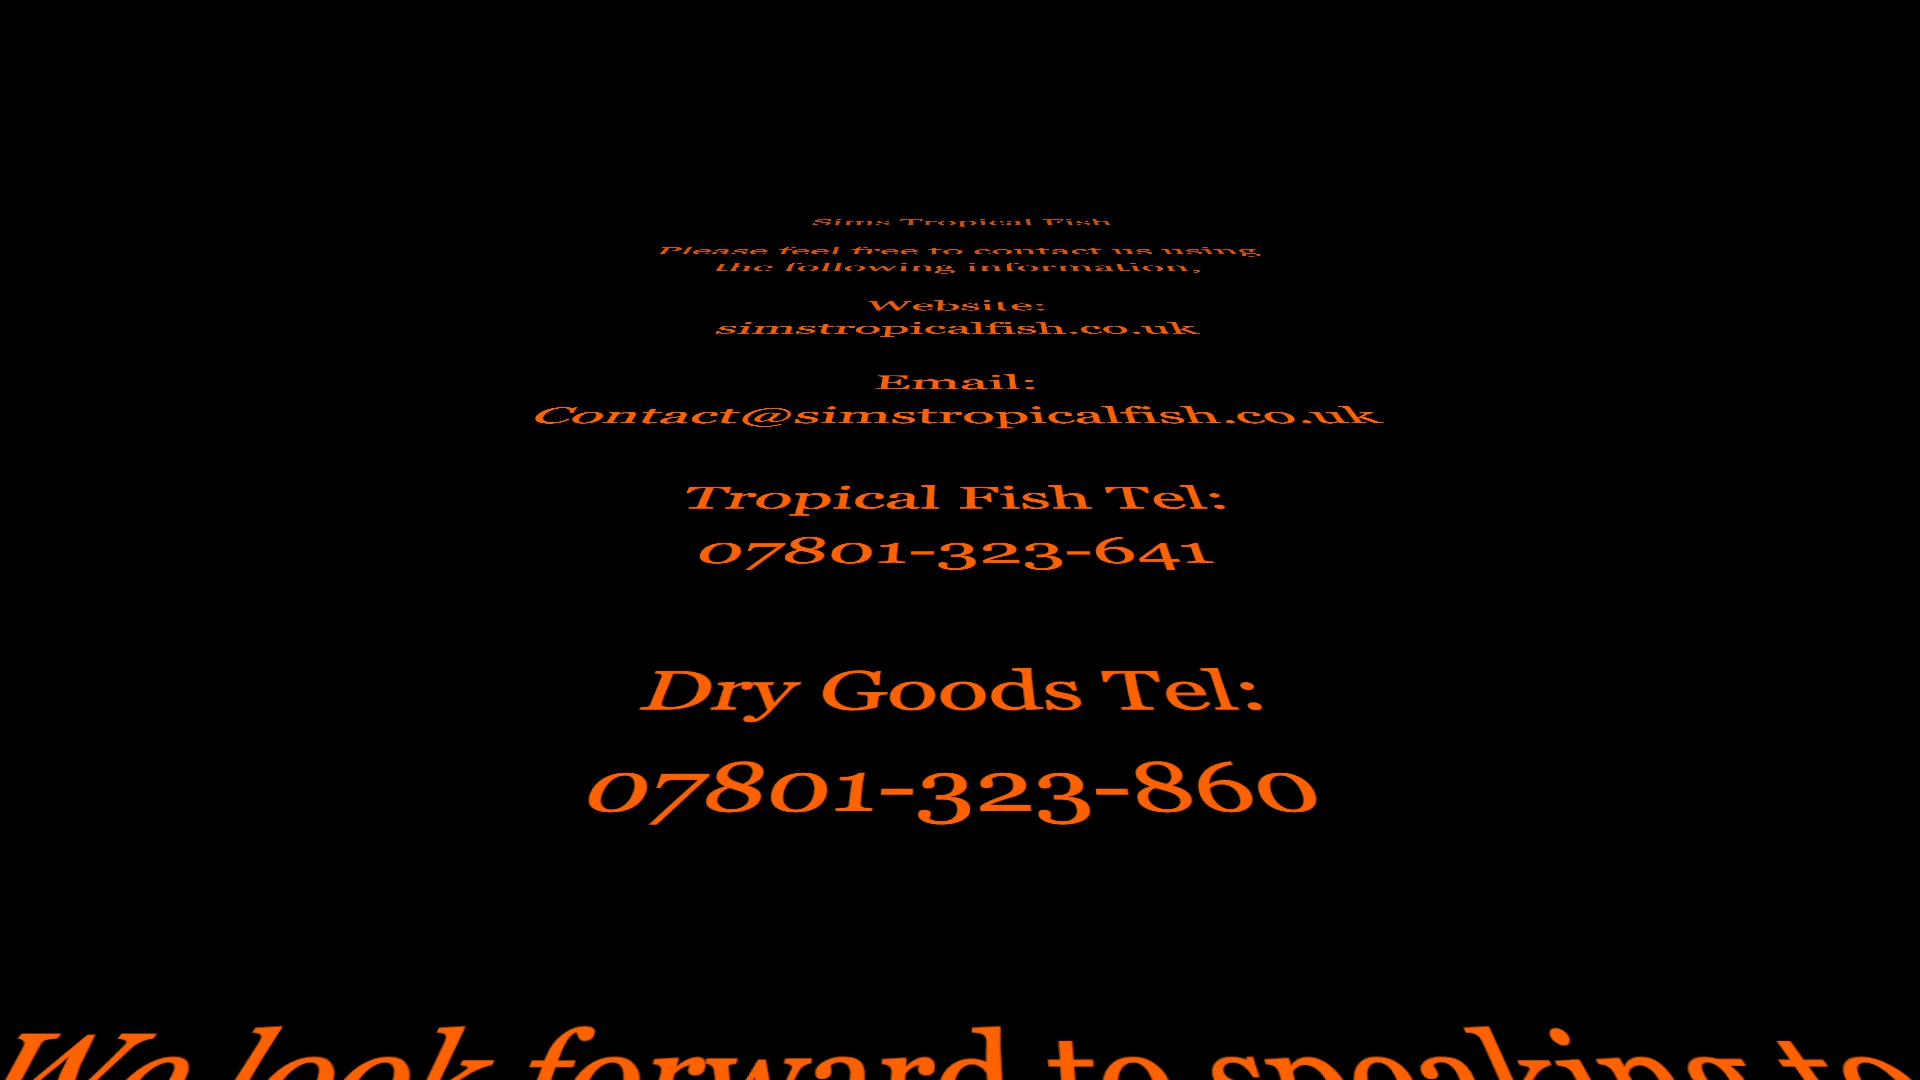 Sims Tropical Fish
Please feel free to contact us using
the following information,
Website:
simstropicalfish.co.uk
Email:
Contact@simstropicalfish.co.uk
Tropical Fish Tel:
07801-323-641
Dry Goods Tel:
07801-323-860
We look forward to speaking to